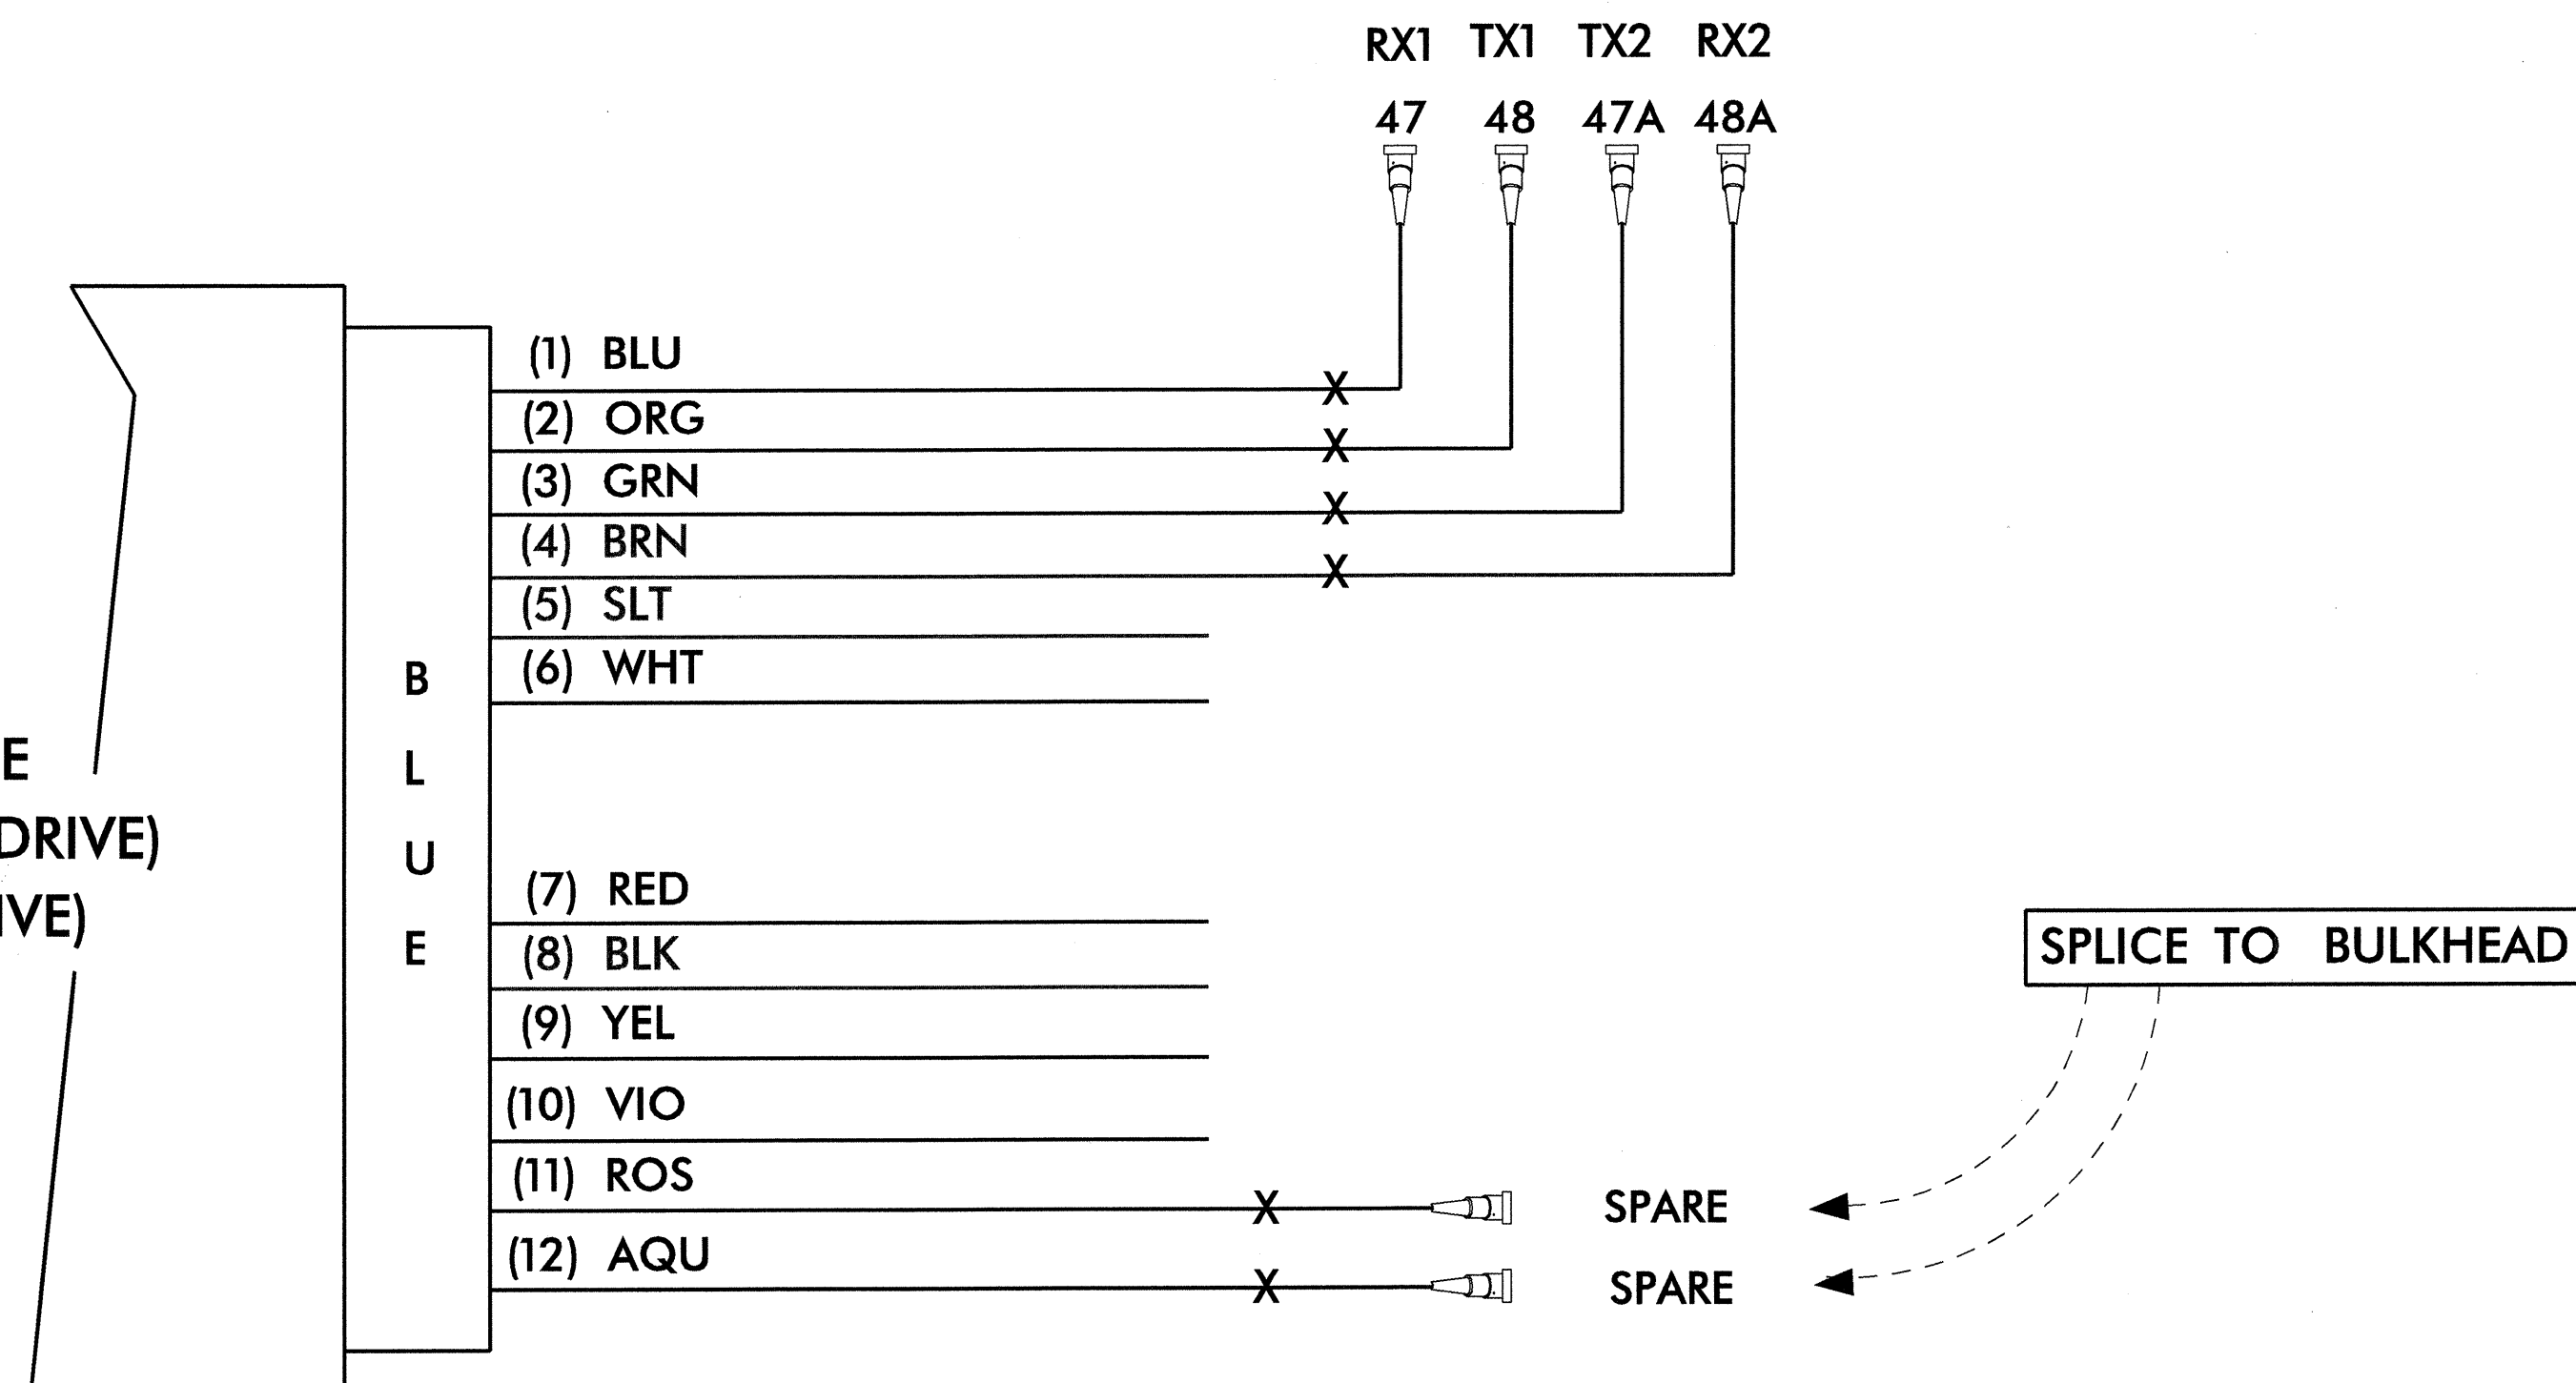 RX1 TX1 TX2 RX2
47 48 47A 48A
(1) BLU
(2) ORG
(3) GRN
(4) BRN
(5) SLT
(6) WHT
BLUE
E
DRIVE)
IVE)
(7) RED
(8) BLK
(9) YEL
(10) VIO
(11) ROS
(12) AQU
X
X
X
X
X
X
SPLICE TO BULKHEAD
SPARE
SPARE